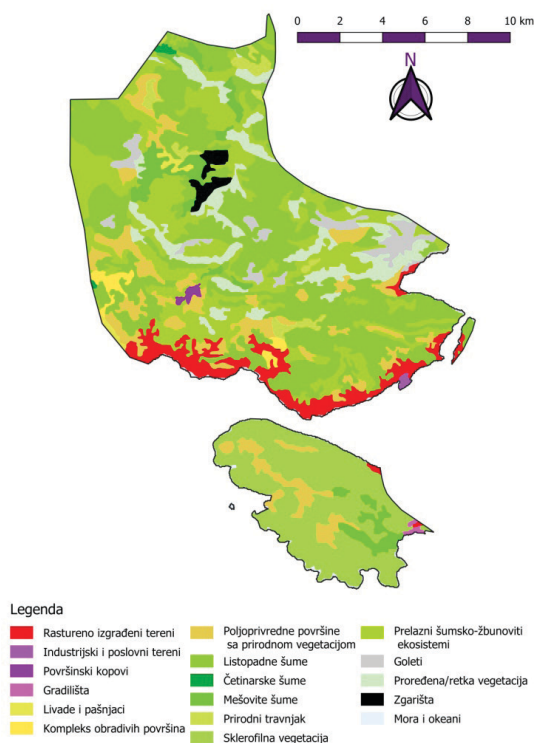 0 2 4 6 8 10 km
N
Legenda
Rastureno izgrađeni tereni
Industrijski i poslovni tereni
Površinski kopovi
Gradilišta
Livade i pašnjaci
Kompleks obradivih površina
Poljoprivredne površine
sa prirodnom vegetacijom
Listopadne šume
Četinarske šume
Mešovite šume
Prirodni travnjak
Sklerofilna vegetacija
Prelazni šumsko-žbunoviti
ekosistemi
Goleti
Proređena/retka vegetacija
Zgarišta
Mora i okeani